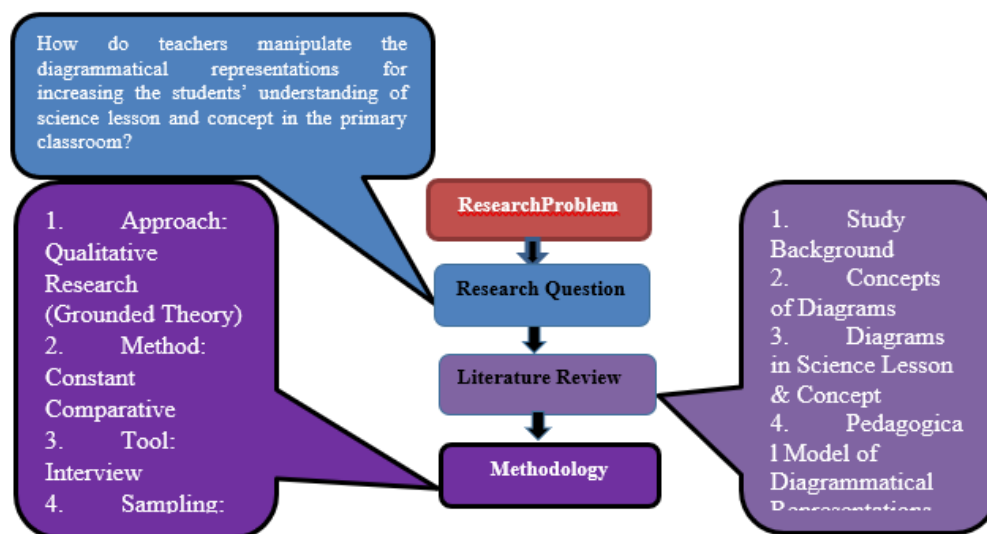 How do teachers manipulate the
diagrammatical representations for
increasing the students’ understanding of
science lesson and concept in the primary
classroom?
ResearchProblem
Research Question
Literature Review
Methodology
1. Approach:
Qualitative
Research
(Grounded Theory)
2. Method:
Constant
Comparative
3. Tool:
Interview
4. Sampling:
1. Study
Background
2. Concepts
of Diagrams
3. Diagrams
in Science Lesson
& Concept
4. Pedagogica
l Model of
Diagrammatical
Representations